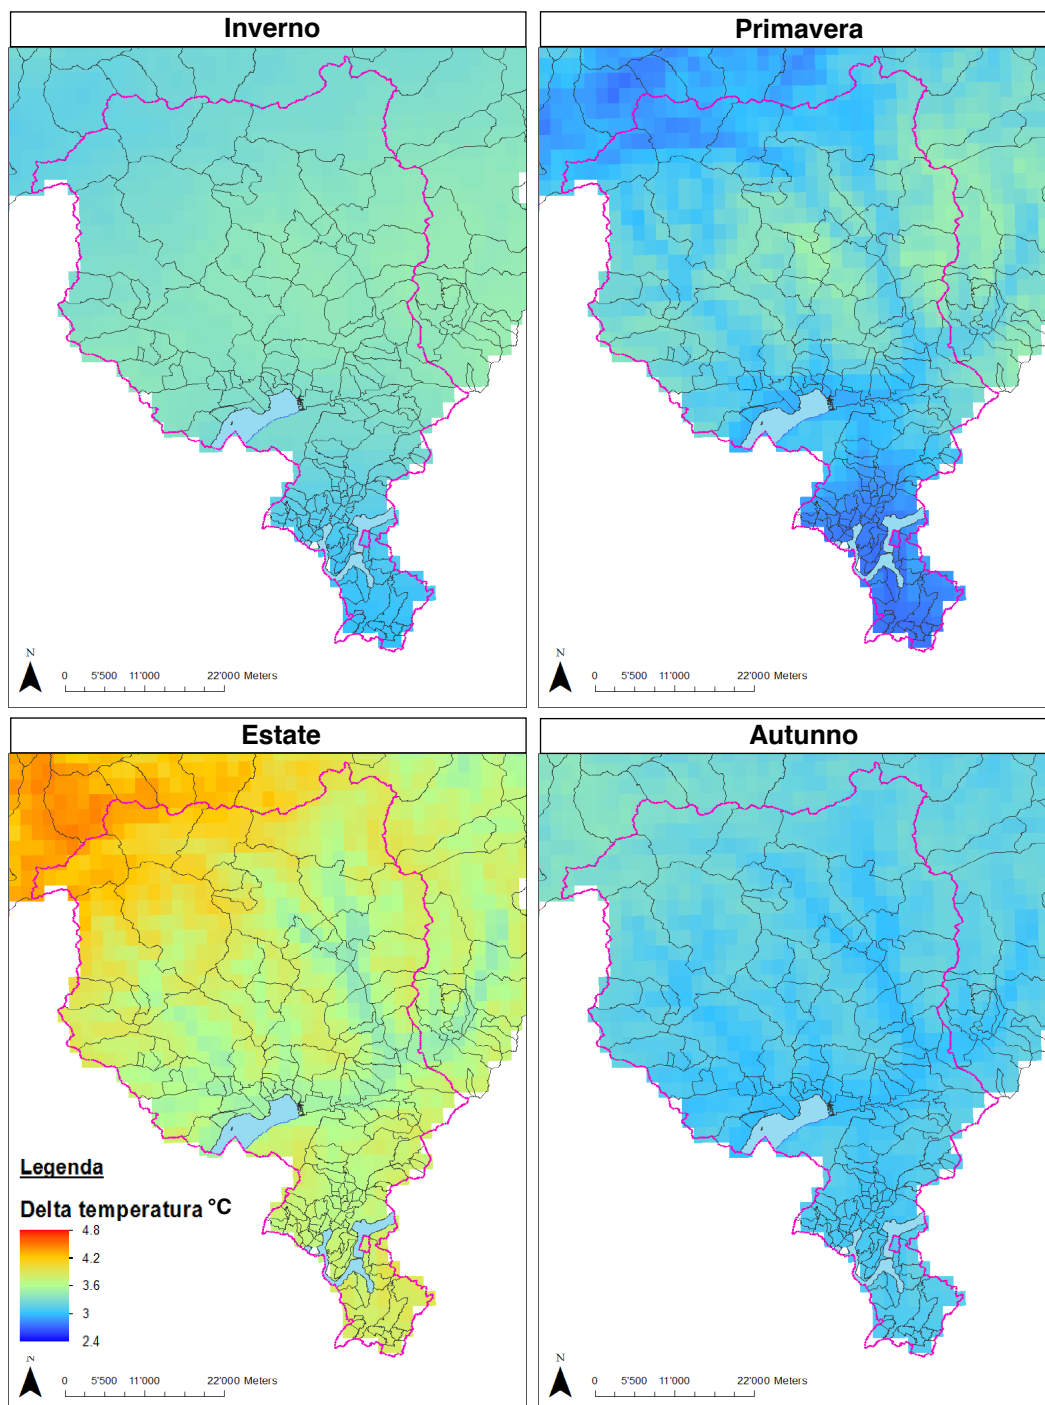 Inverno
Primavera
N
0 5'500 11'000 22'000 Meters
N
0 5'500 11'000 22'000 Meters
Estate
Autunno
Legenda
Delta temperatura °C
4.8
4.2
3.6
3
2.4
N
0 5'500 11'000 22'000 Meters
N
0 5'500 11'000 22'000 Meters